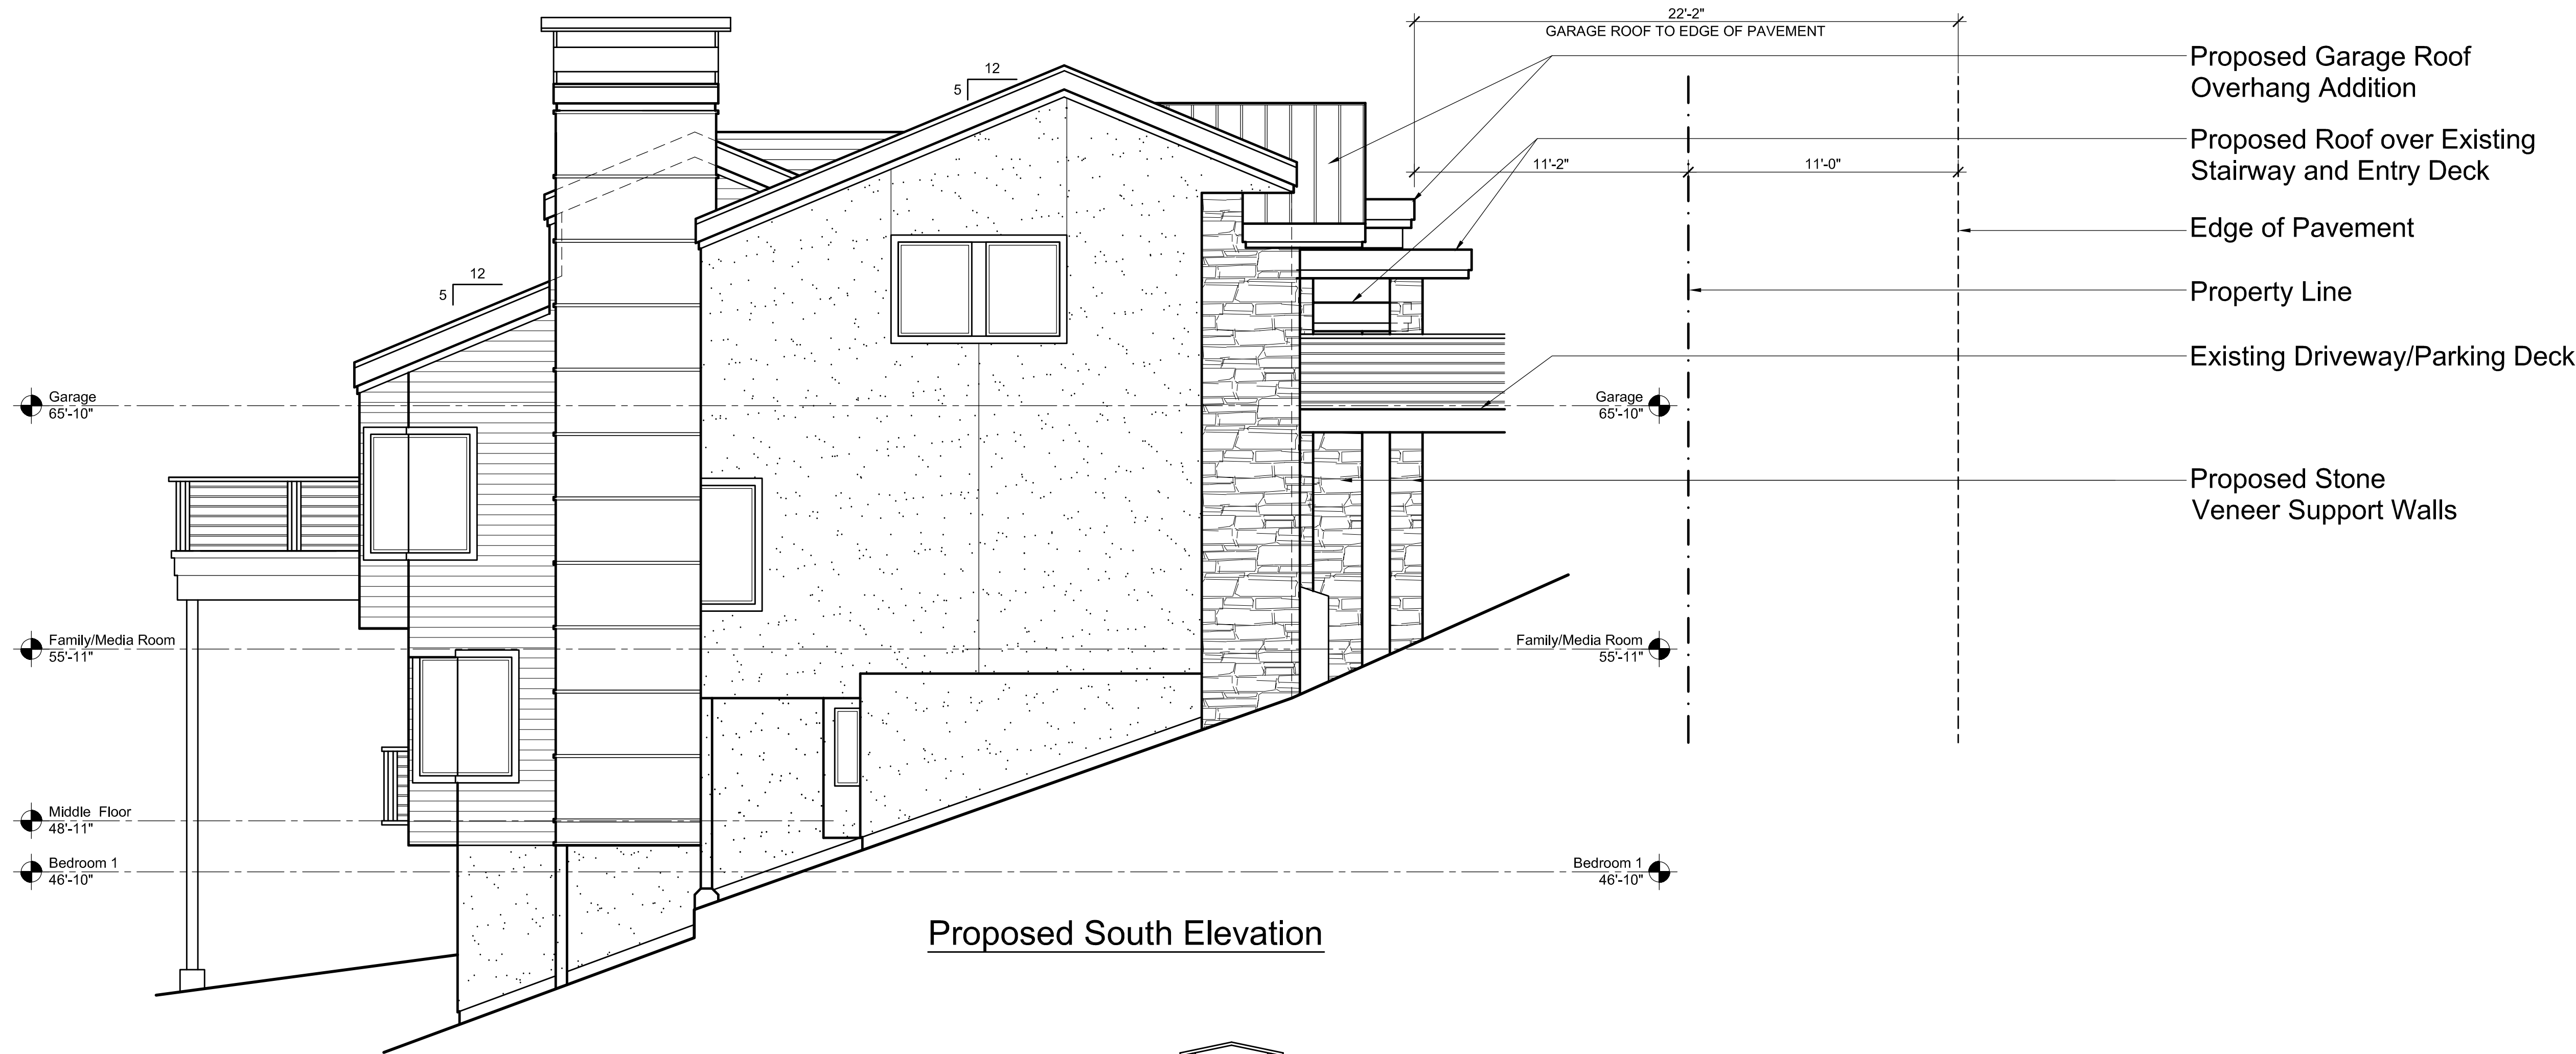 22'-2"
GARAGE ROOF TO EDGE OF PAVEMENT
Proposed Garage Roof
Overhang Addition
12
5
Proposed Roof over Existing
Stairway and Entry Deck
11'-2"
11'-0"
Edge of Pavement
12
5
Property Line
Existing Driveway/Parking Deck
Garage
65'-10"
Garage
65'-10"
Proposed Stone
Veneer Support Walls
Family/Media Room
55'-11"
Family/Media Room
55'-11"
Middle Floor
48'-11"
Bedroom 1
46'-10"
Bedroom 1
46'-10"
Proposed South Elevation